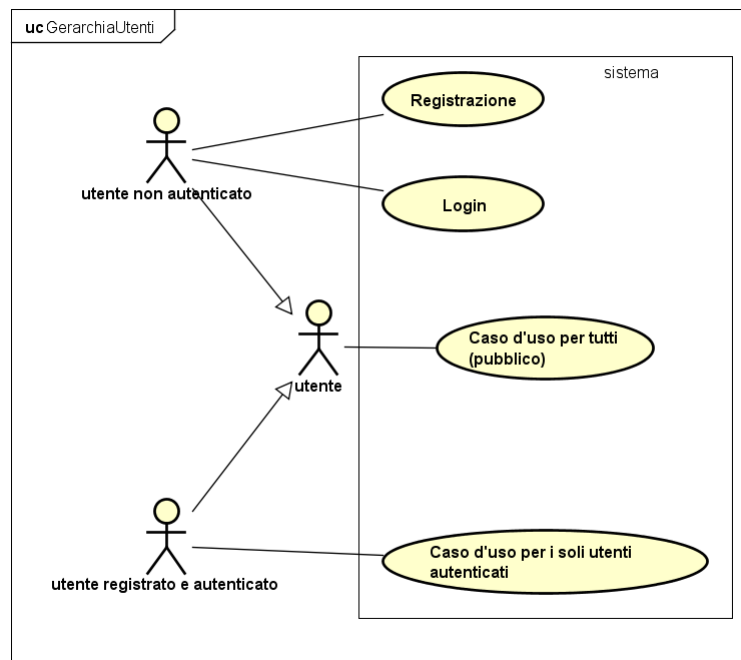 uc GerarchiaUtenti
sistema
Registrazione
utente non autenticato
Login
Caso d'uso per tutti
(pubblico)
utente
Caso d'uso per i soli utenti
autenticati
utente registrato e autenticato